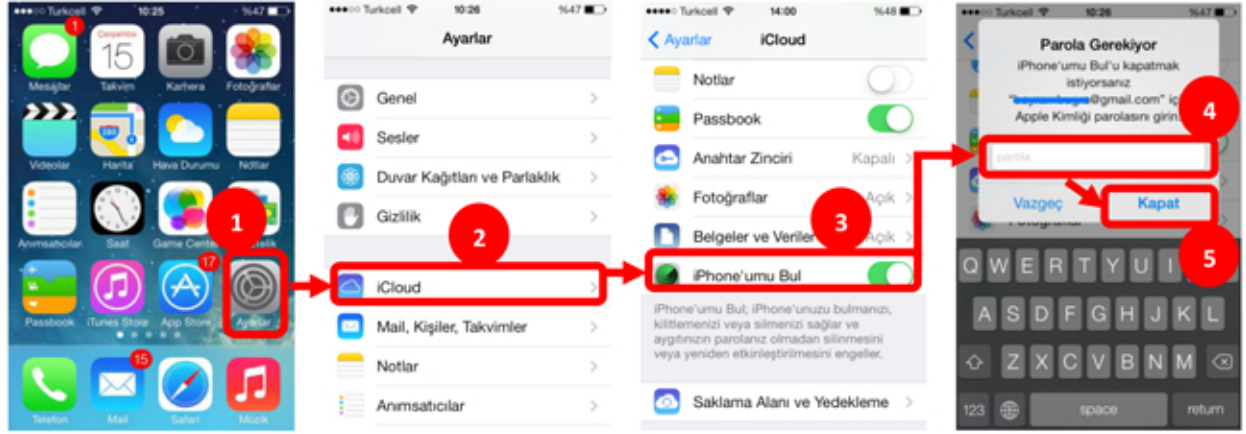 Turkcell 10:25 %47
1
Çarşamba
15
Mesajlar Takvim Kamera Fotoğraflar
280
Videolar Harita Hava Durumu Notlar
Anımsatıcılar Saat Game Center
1
17
Passbook iTunes Store App Store Ayarlar
15
Telefon Mail Safari Müzik
Turkcell 10:26 %47
Ayarlar
Genel
Sesler
Duvar Kağıtları ve Parlaklık
Gizlilik
2
iCloud
Mail, Kişiler, Takvimler
Notlar
Anımsatıcılar
Turkcell 14:00 %48
Ayarlar iCloud
Notlar
Passbook
Anahtar Zinciri Kapalı
Fotoğraflar Açık
3
Belgeler ve Veriler Açık
iPhone'umu Bul
iPhone'umu Bul; iPhone'unuzu bulmanızı,
kilitlemenizi veya silmenizi sağlar ve
aygıtınızın parolanız olmadan silinmesini
veya yeniden etkinleştirilmesini engeller.
Saklama Alanı ve Yedekleme
Turkcell 10:26 %47
Parola Gerekiyor
iPhone'umu Bul'u kapatmak
istiyorsanız
@gmail.com" iç
Apple Kimliği parolasını girin.
4
parola
Vazgeç Kapat
Fotoğraflar
5
Q W E R T Y U I
A S D F G H J K L
Z X C V B N M
123 space return